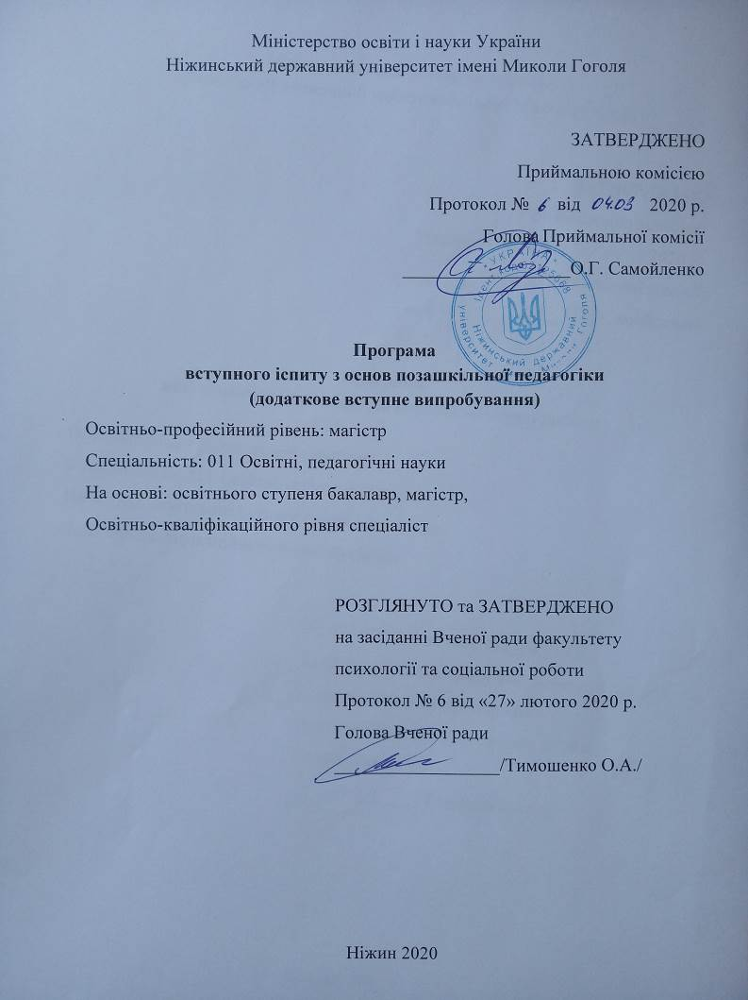 Міністерство освіти і науки України
Ніжинський державний університет імені Миколи Гоголя
ЗАТВЕРДЖЕНО
Приймальною комісією
Протокол № 6 від 04.03 2020 р.
Голова Приймальної комісії
О.Г. Самойленко
УКРАЇНА
Ніжинський державний
університет Гоголя
Програма
вступного іспиту з основ позашкільної педагогіки
(додаткове вступне випробування)
Освітньо-професійний рівень: магістр
Спеціальність: 011 Освітні, педагогічні науки
На основі: освітнього ступеня бакалавр, магістр,
Освітньо-кваліфікаційного рівня спеціаліст
РОЗГЛЯНУТО та ЗАТВЕРДЖЕНО
на засіданні Вченої ради факультету
психології та соціальної роботи
Протокол № 6 від «27» лютого 2020 р.
Голова Вченої ради
/Тимошенко О.А./
Ніжин 2020